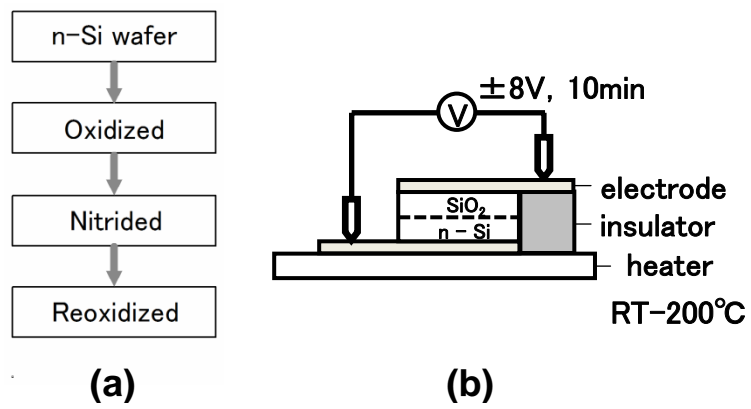 n-Si wafer
Oxidized
Nitrided
Reoxidized
(a)
±8V, 10min
V
electrode
SiO₂
n - Si
insulator
heater
RT-200℃
(b)